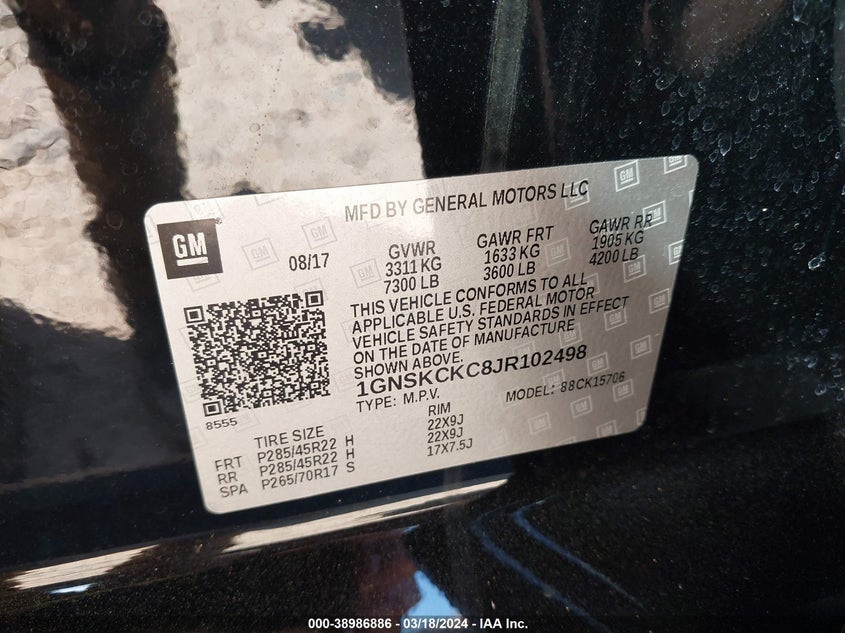 MFD BY GENERAL MOTORS LLC
GM
08/17
GVWR GAWR FRT GAWR RR
3311 KG 1633 KG 1905 KG
7300 LB 3600 LB 4200 LB
THIS VEHICLE CONFORMS TO ALL
APPLICABLE U.S. FEDERAL MOTOR
VEHICLE SAFETY STANDARDS IN EFFECT
ON THE DATE OF MANUFACTURE
SHOWN ABOVE.
1GNSKCKC8JR102498
TYPE: M.P.V. MODEL: 88CK15706
8555
TIRE SIZE RIM
FRT P285/45R22 H 22X9J
RR P285/45R22 H 22X9J
SPA P265/70R17 S 17X7.5J
000-38986886 - 03/18/2024 - IAA Inc.